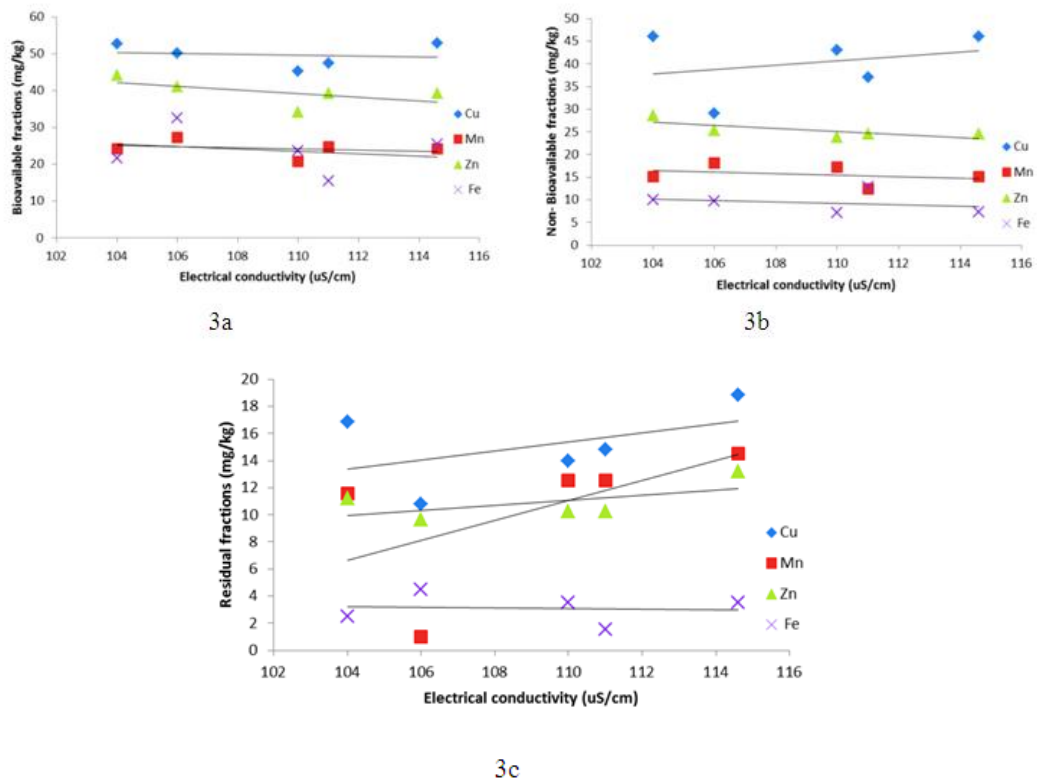 60
50
40
30
20
10
0
Bioavailable fractions (mg/kg)
102 104 106 108 110 112 114 116
Electrical conductivity (uS/cm)
Cu
Mn
Zn
Fe
3a
50
45
40
35
30
25
20
15
10
5
0
Non- Bioavailable fractions (mg/kg)
102 104 106 108 110 112 114 116
Electrical conductivity (uS/cm)
Cu
Mn
Zn
Fe
3b
20
18
16
14
12
10
8
6
4
2
0
Residual fractions (mg/kg)
102 104 106 108 110 112 114 116
Electrical conductivity (uS/cm)
Cu
Mn
Zn
Fe
3c